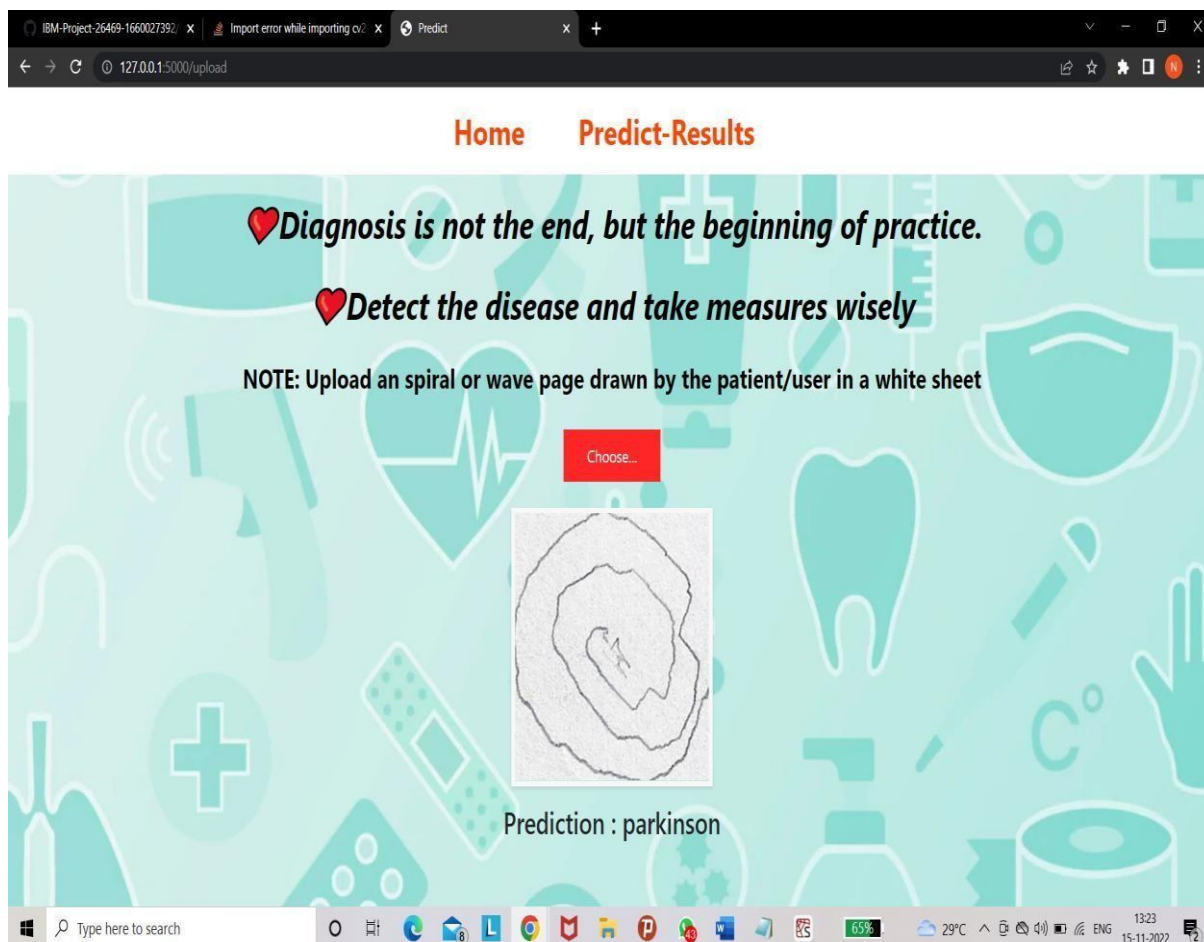 IBM-Project-26469-1660027392/
Import error while importing cv2
Predict
127.0.0.1:5000/upload
N
Home Predict-Results
Diagnosis is not the end, but the beginning of practice.
Detect the disease and take measures wisely
NOTE: Upload an spiral or wave page drawn by the patient/user in a white sheet
Choose...
C°
Prediction : parkinson
Type here to search
8
L
43
65%
29°C
ENG
13:23
15-11-2022